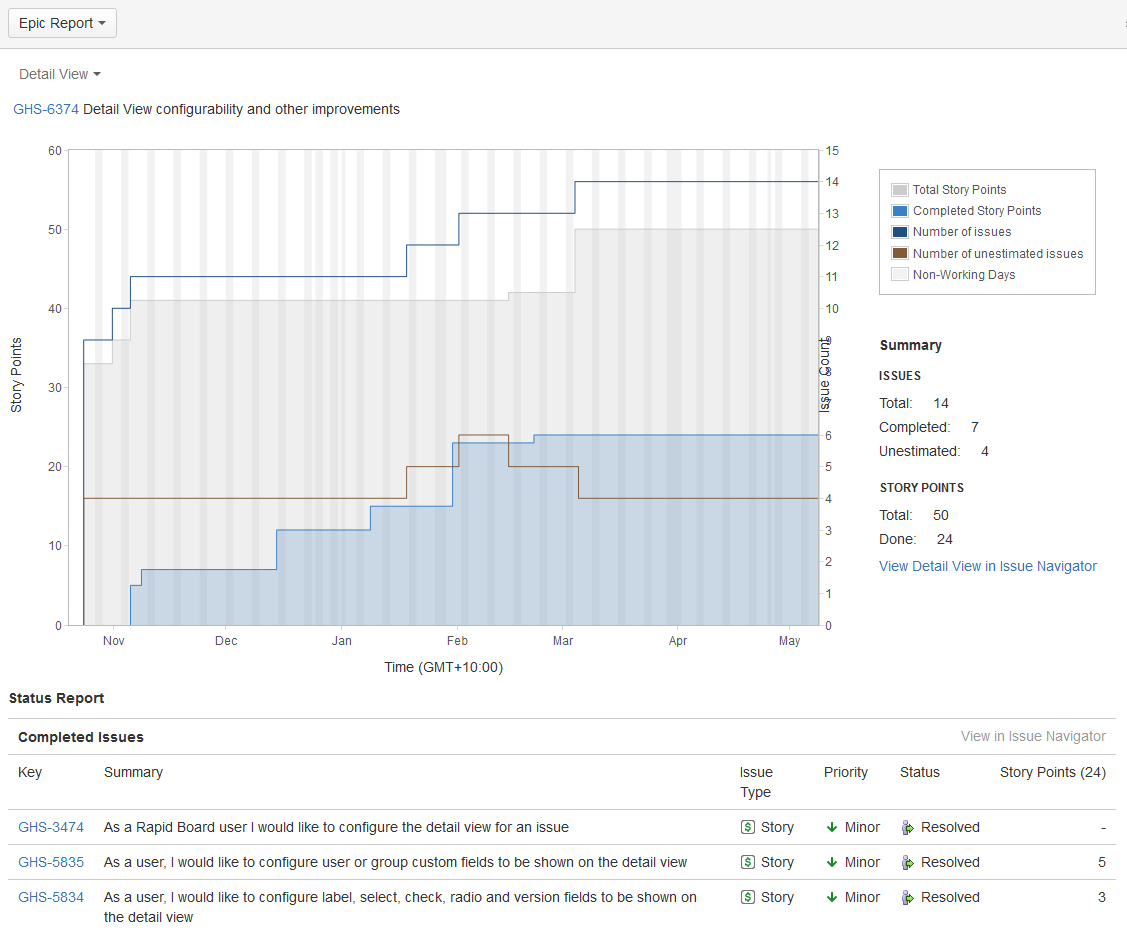 Epic Report
Detail View
GHS-6374 Detail View configurability and other improvements
60
50
40
30
20
10
0
Story Points
15
14
13
12
11
10
9
8
7
6
5
4
3
2
1
0
Issue Count
Nov
Dec
Jan
Feb
Mar
Apr
May
Time (GMT+10:00)
Total Story Points
Completed Story Points
Number of issues
Number of unestimated issues
Non-Working Days
Summary
ISSUES
Total: 14
Completed: 7
Unestimated: 4
STORY POINTS
Total: 50
Done: 24
View Detail View in Issue Navigator
Status Report
Completed Issues View in Issue Navigator
Key Summary Issue Type Priority Status Story Points (24)
GHS-3474 As a Rapid Board user I would like to configure the detail view for an issue Story Minor Resolved -
GHS-5835 As a user, I would like to configure user or group custom fields to be shown on the detail view Story Minor Resolved 5
GHS-5834 As a user, I would like to configure label, select, check, radio and version fields to be shown on Story Minor Resolved 3
the detail view